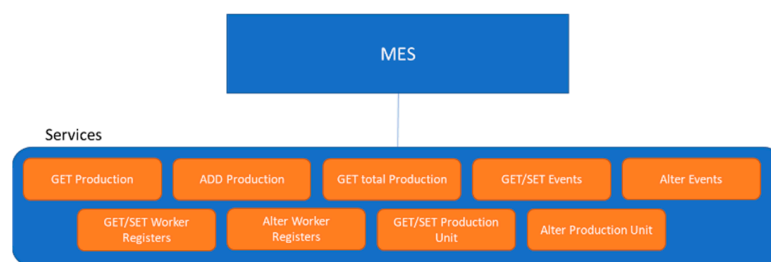 MES
Services
GET Production
ADD Production
GET total Production
GET/SET Events
Alter Events
GET/SET Worker
Registers
Alter Worker
Registers
GET/SET Production
Unit
Alter Production Unit